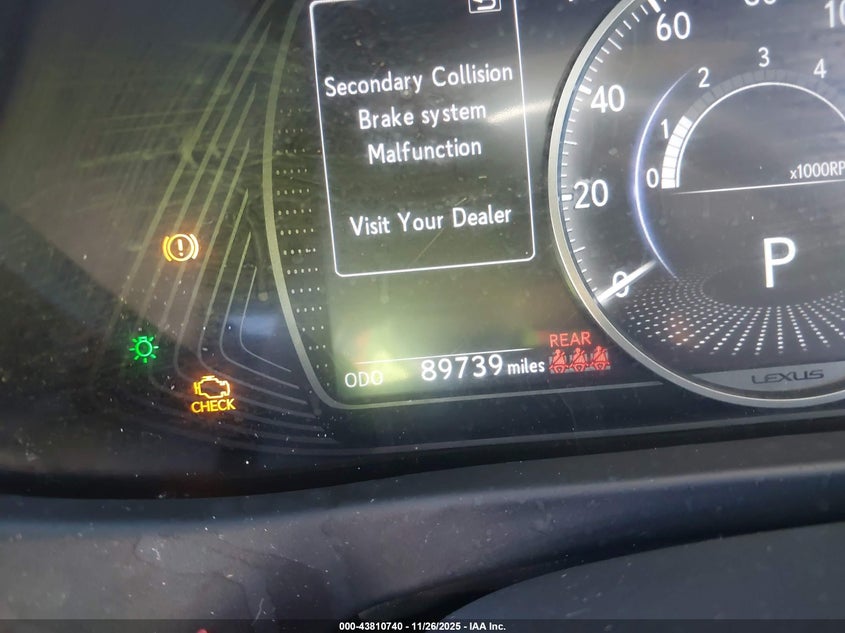 Secondary Collision
Brake system
Malfunction
Visit Your Dealer
ODO 89739 miles
REAR
CHECK
60
40
20
0
0
1
2
3
4
x1000RP
P
LEXUS
000-43810740 - 11/26/2025 - IAA Inc.